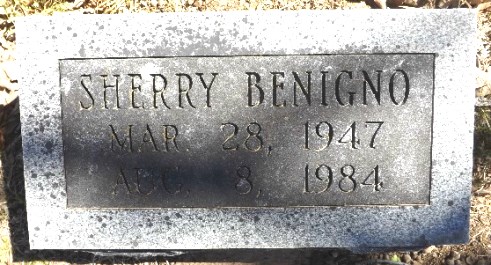 SHERRY BENIGNO
MAR. 28, 1947
AUG. 8, 1984